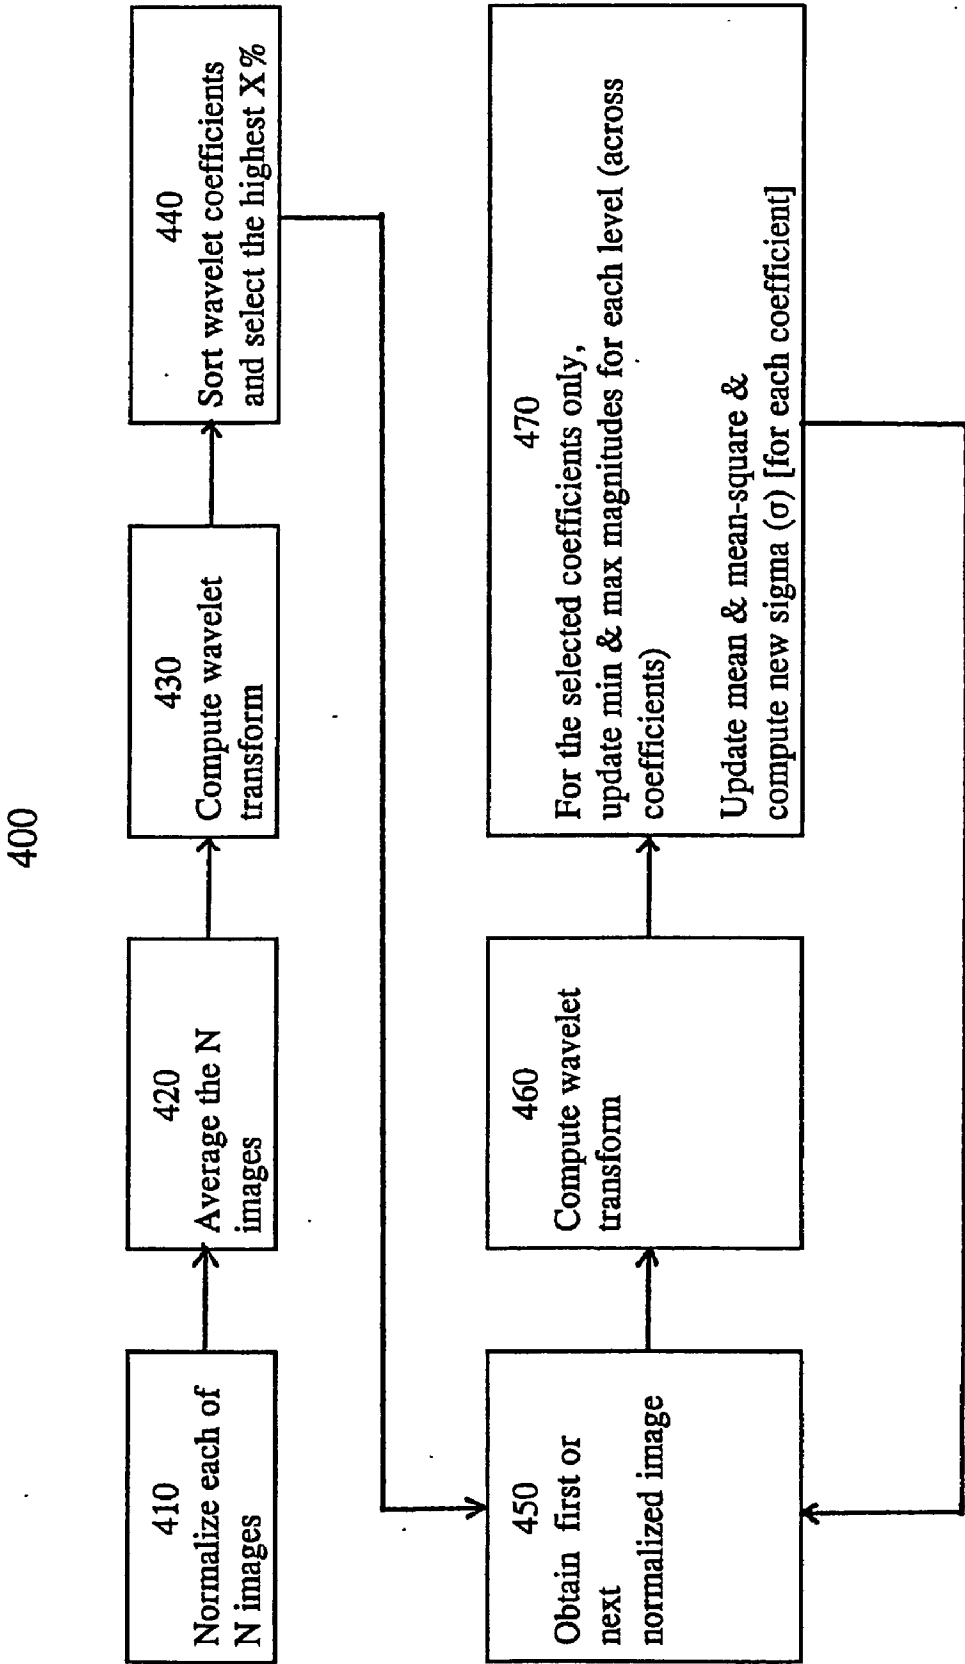 400
410
Normalize each of
N images
420
Average the N
images
430
Compute wavelet
transform
440
Sort wavelet coefficients
and select the highest X%
450
Obtain first or
next
normalized image
460
Compute wavelet
transform
470
For the selected coefficients only,
update min & max magnitudes for each level (across
coefficients)
Update mean & mean-square &
compute new sigma (σ) [for each coefficient]